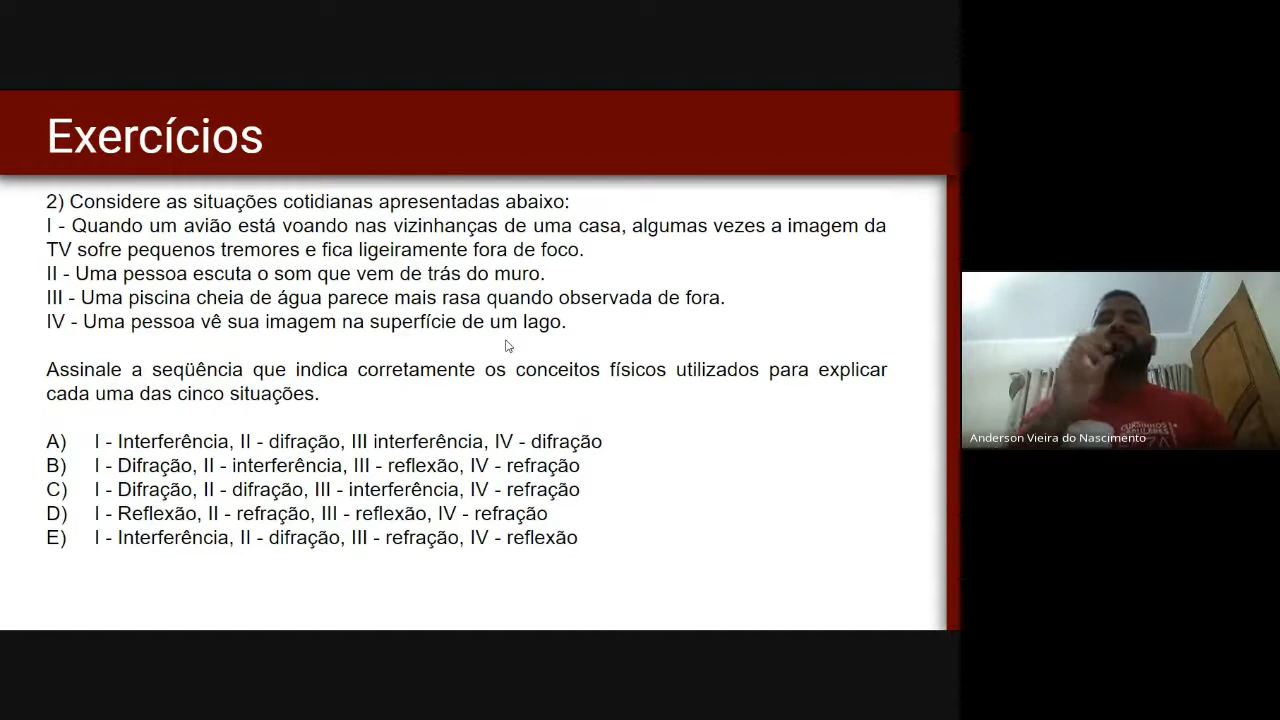 Exercícios
2) Considere as situações cotidianas apresentadas abaixo:
I - Quando um avião está voando nas vizinhanças de uma casa, algumas vezes a imagem da
TV sofre pequenos tremores e fica ligeiramente fora de foco.
II - Uma pessoa escuta o som que vem de trás do muro.
III - Uma piscina cheia de água parece mais rasa quando observada de fora.
IV - Uma pessoa vê sua imagem na superfície de um lago.
Assinale a seqüência que indica corretamente os conceitos físicos utilizados para explicar
cada uma das cinco situações.
A) I - Interferência, II - difração, III interferência, IV - difração
B) I - Difração, II - interferência, III - reflexão, IV - refração
C) I - Difração, II - difração, III - interferência, IV - refração
D) I - Reflexão, II - refração, III - reflexão, IV - refração
E) I - Interferência, II - difração, III - refração, IV - reflexão
Anderson Vieira do Nascimento